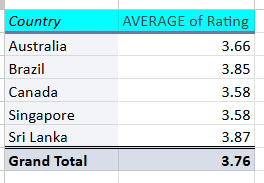 Country AVERAGE of Rating
Australia 3.66
Brazil 3.85
Canada 3.58
Singapore 3.58
Sri Lanka 3.87
Grand Total 3.76